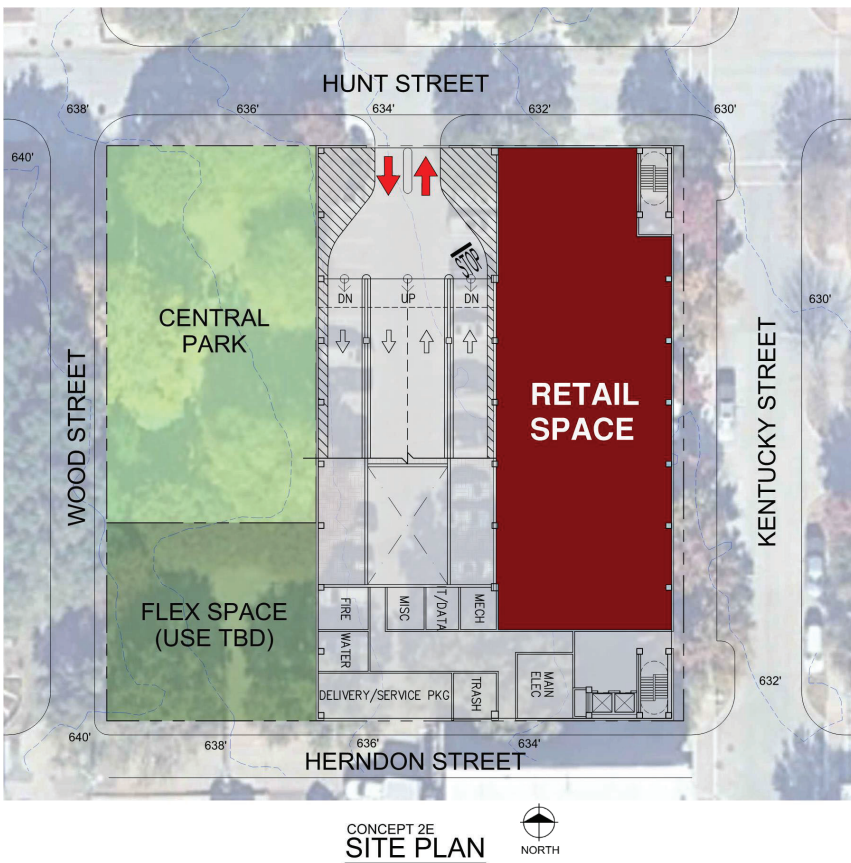 HUNT STREET
638'
636'
634'
632'
630'
640'
STOP
DN
UP
DN
630'
CENTRAL
PARK
RETAIL
SPACE
WOOD STREET
KENTUCKY STREET
FLEX SPACE
(USE TBD)
FIRE
MISC
IT/DATA
MECH
WATER
DELIVERY/SERVICE PKG
TRASH
MAIN
ELEC
632'
640'
638'
636'
634'
HERNDON STREET
CONCEPT 2E
SITE PLAN
NORTH